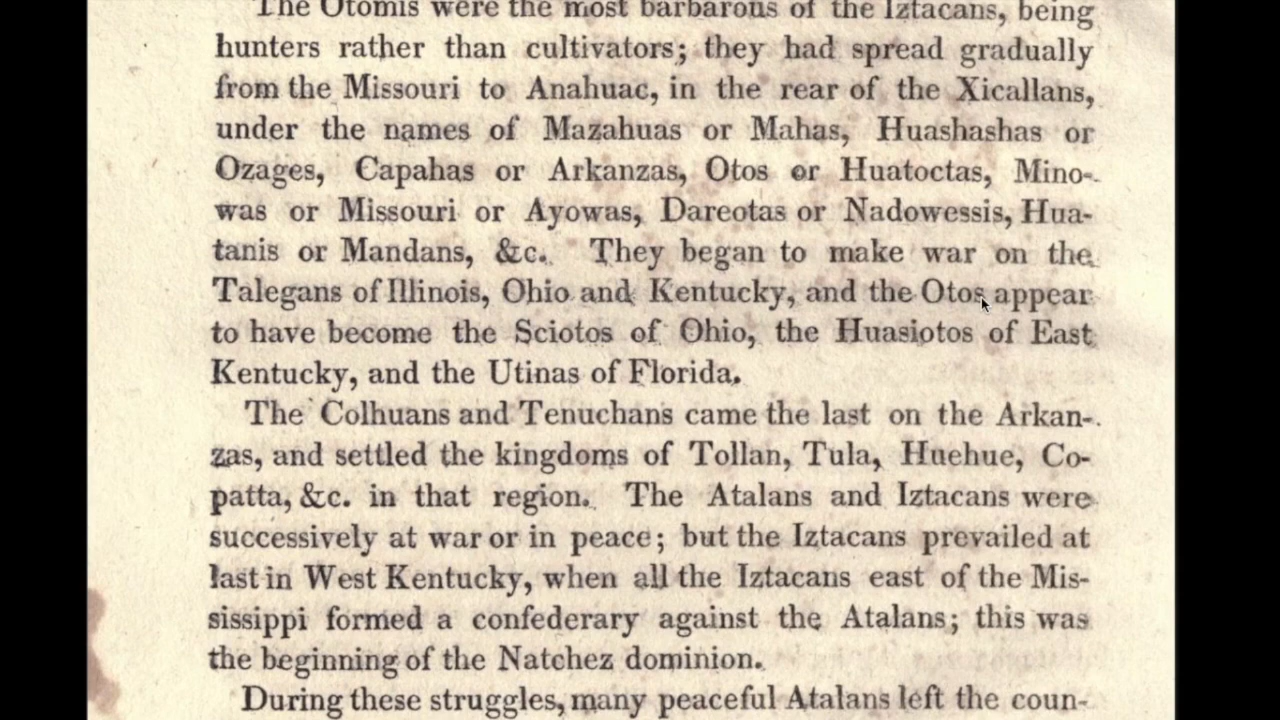 The Otomis were the most barbarous of the Iztacans, being
hunters rather than cultivators; they had spread gradually
from the Missouri to Anahuac, in the rear of the Xicallans,
under the names of Mazahuas or Mahas, Huashashas or
Ozages, Capahas or Arkanzas, Otos or Huatoctas, Mino-
was or Missouri or Ayowas, Dareotas or Nadowessis, Hua-
tanis or Mandans, &c. They began to make war on the
Talegans of Illinois, Ohio and Kentucky, and the Otos appear
to have become the Sciotos of Ohio, the Huasiotos of East
Kentucky, and the Utinas of Florida.
The Colhuans and Tenuchans came the last on the Arkan-
zas, and settled the kingdoms of Tollan, Tula, Huehue, Co-
patta, &c. in that region. The Atalans and Iztacans were
successively at war or in peace; but the Iztacans prevailed at
last in West Kentucky, when all the Iztacans east of the Mis-
sissippi formed a confederary against the Atalans; this was
the beginning of the Natchez dominion.
During these struggles, many peaceful Atalans left the coun-